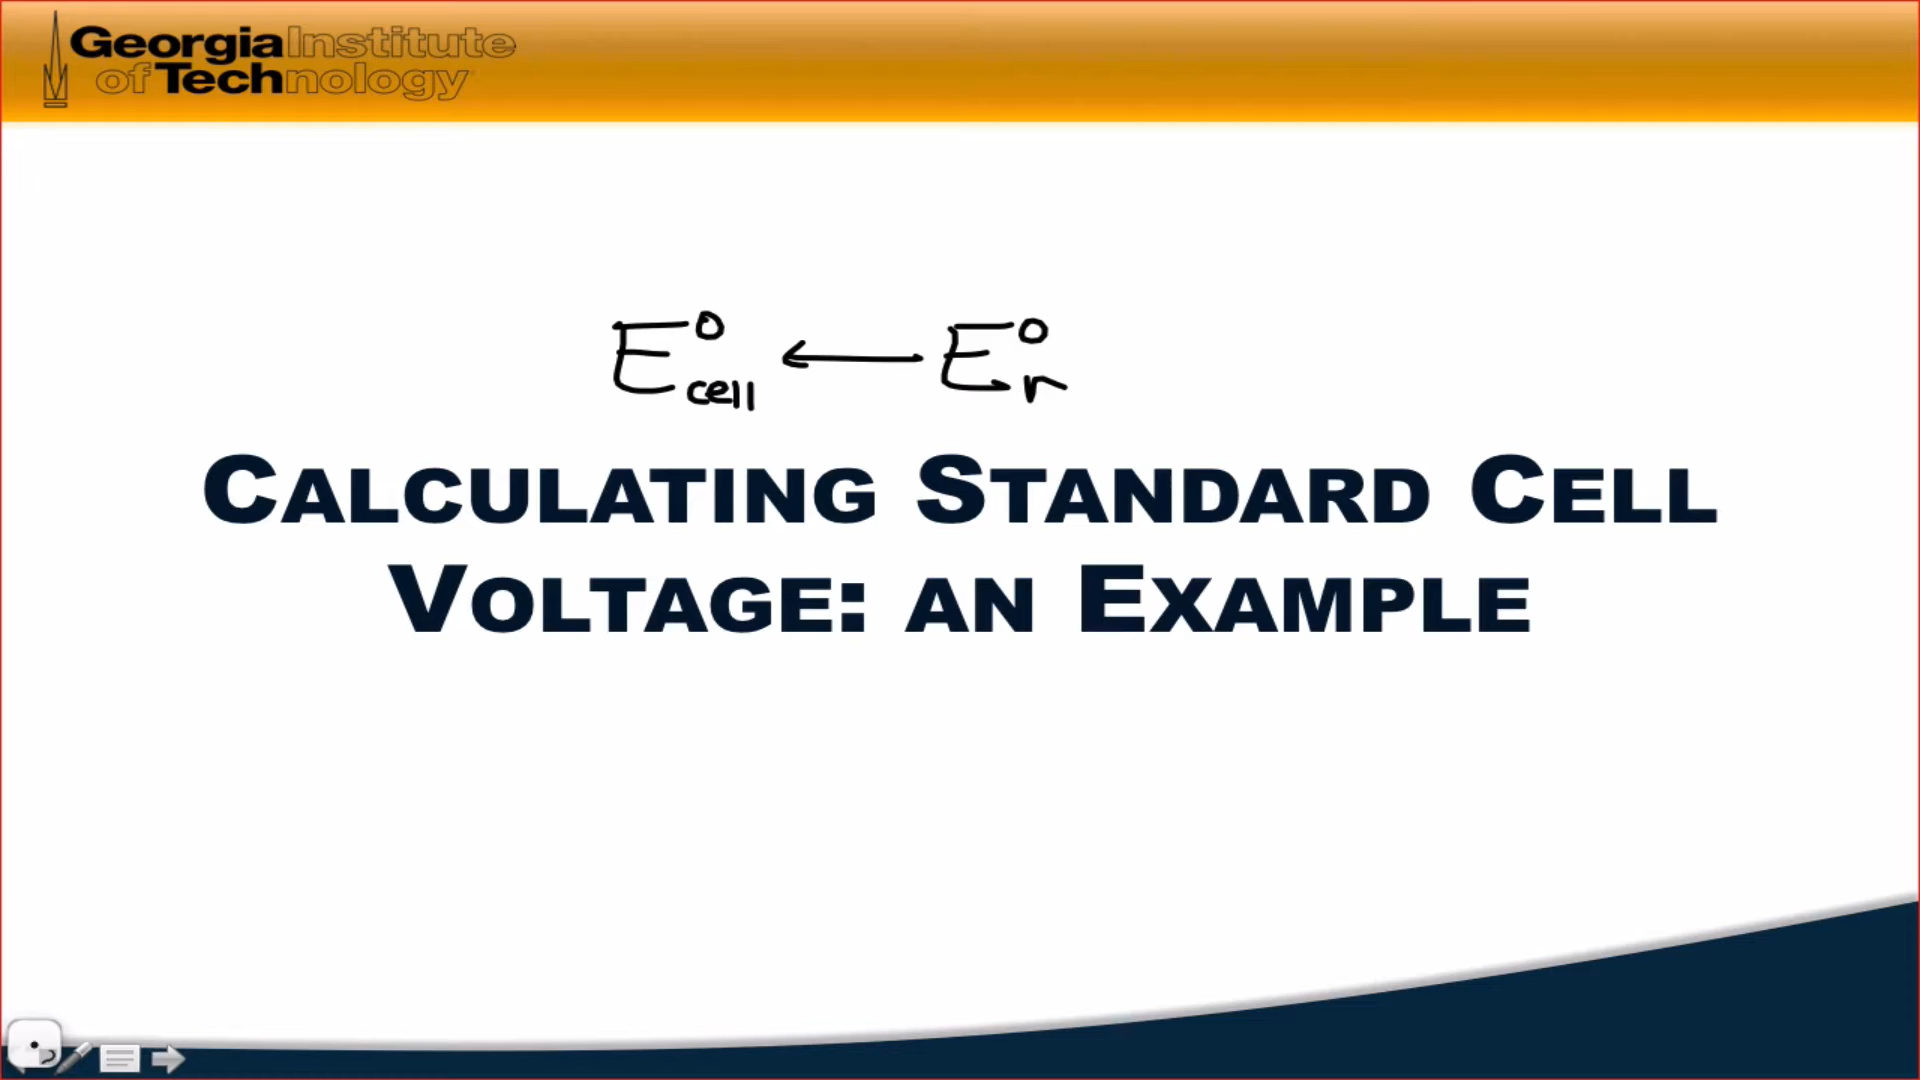 Georgia Institute
of Technology
E°cell ← E°r
CALCULATING STANDARD CELL
VOLTAGE: AN EXAMPLE